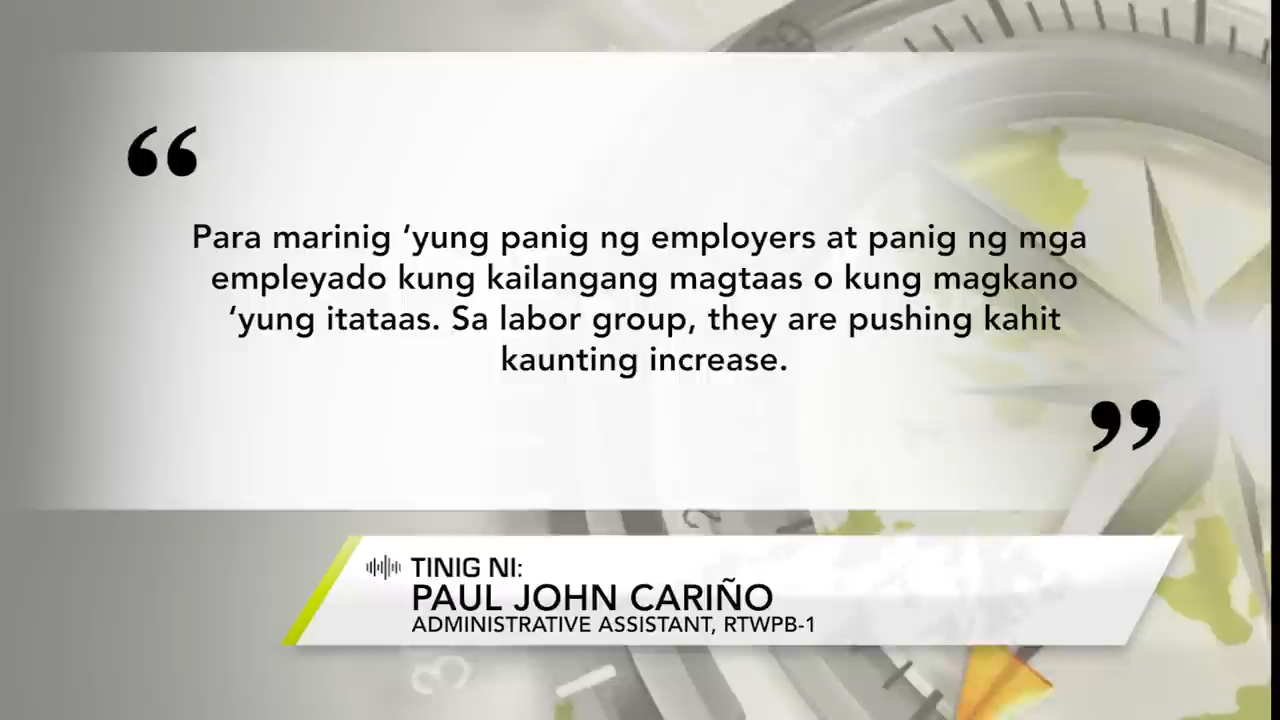 “
Para marinig ‘yung panig ng employers at panig ng mga
empleyado kung kailangang magtaas o kung magkano
‘yung itataas. Sa labor group, they are pushing kahit
kaunting increase.
”
TINIG NI:
PAUL JOHN CARIÑO
ADMINISTRATIVE ASSISTANT, RTWPB-1